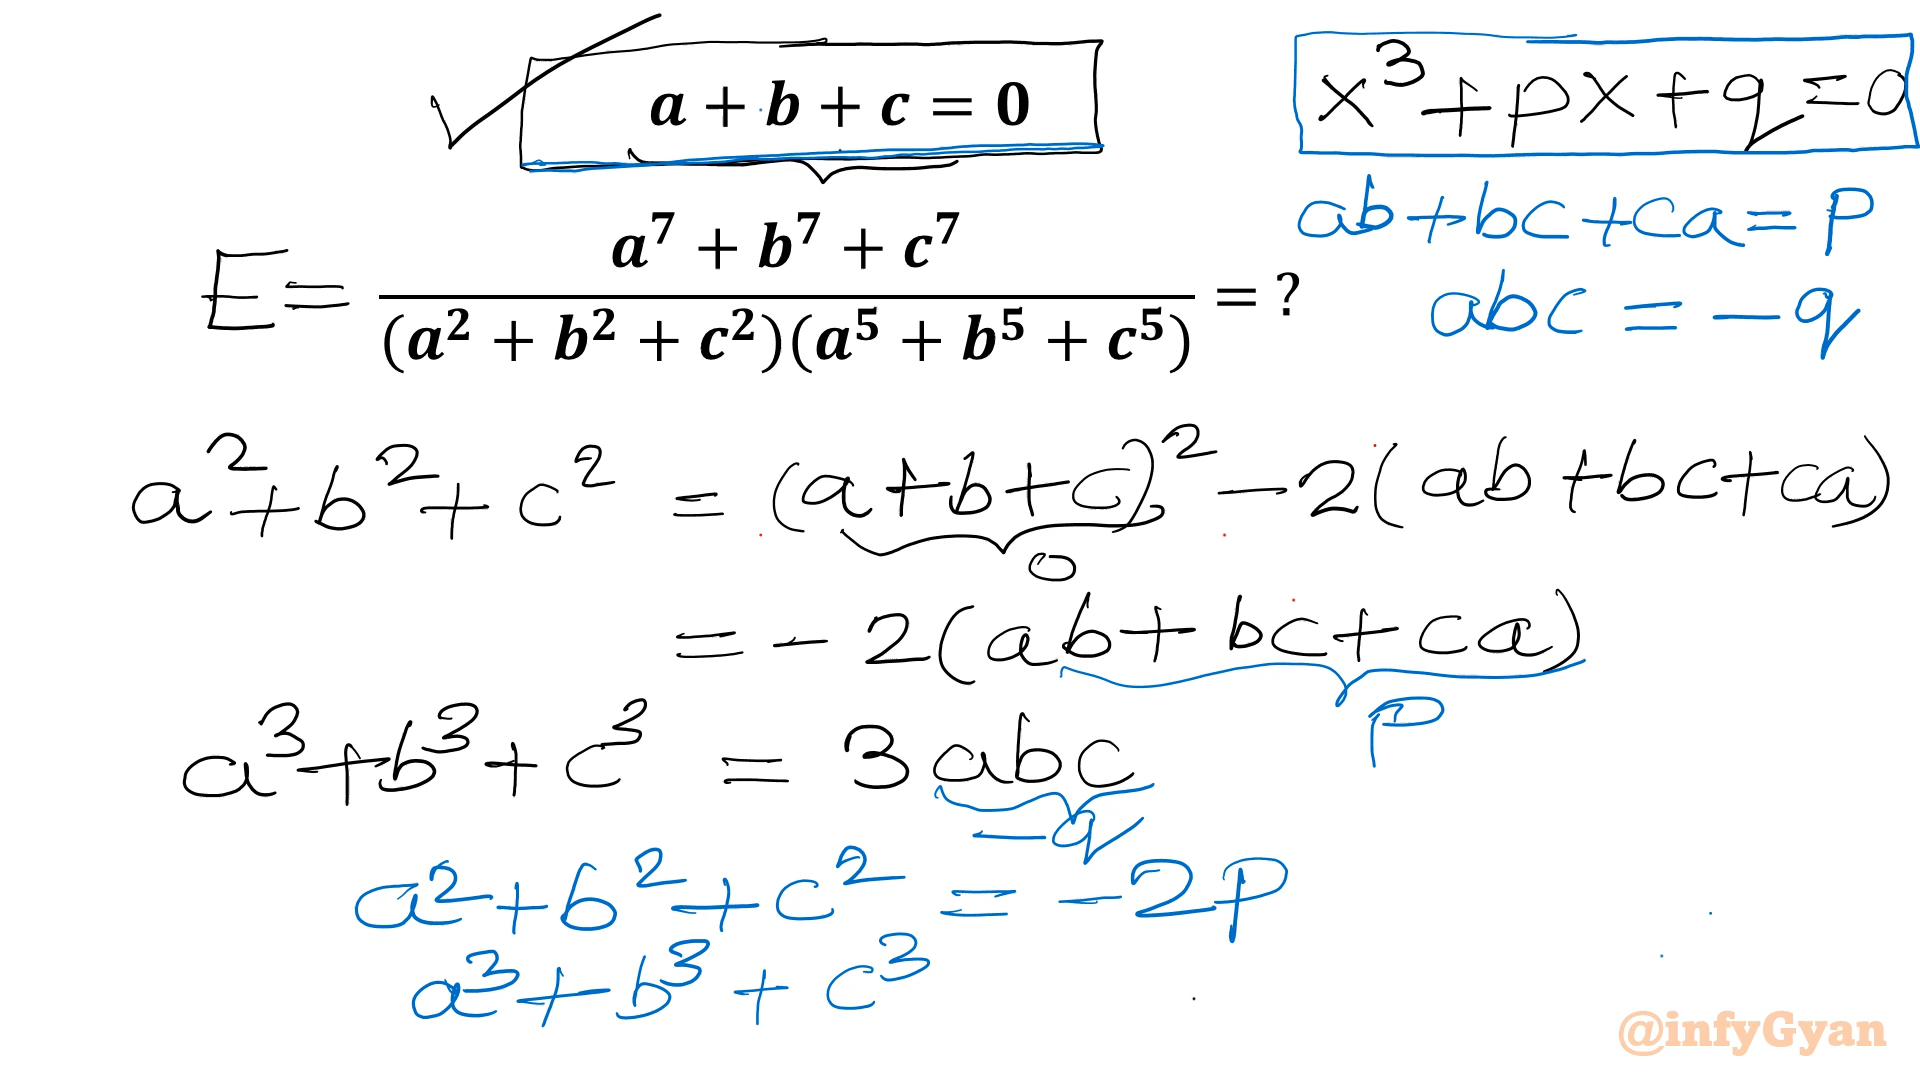 a + b + c = 0
x³ + px + q = 0
ab + bc + ca = p
E = (a⁷ + b⁷ + c⁷) / ((a² + b² + c²)(a⁵ + b⁵ + c⁵)) = ?
abc = −q
a² + b² + c² = (a + b + c)² − 2(ab + bc + ca)
0
= − 2(ab + bc + ca)
p
a³ + b³ + c³ = 3abc
−q
a² + b² + c² = −2p
a³ + b³ + c³
@infyGyan